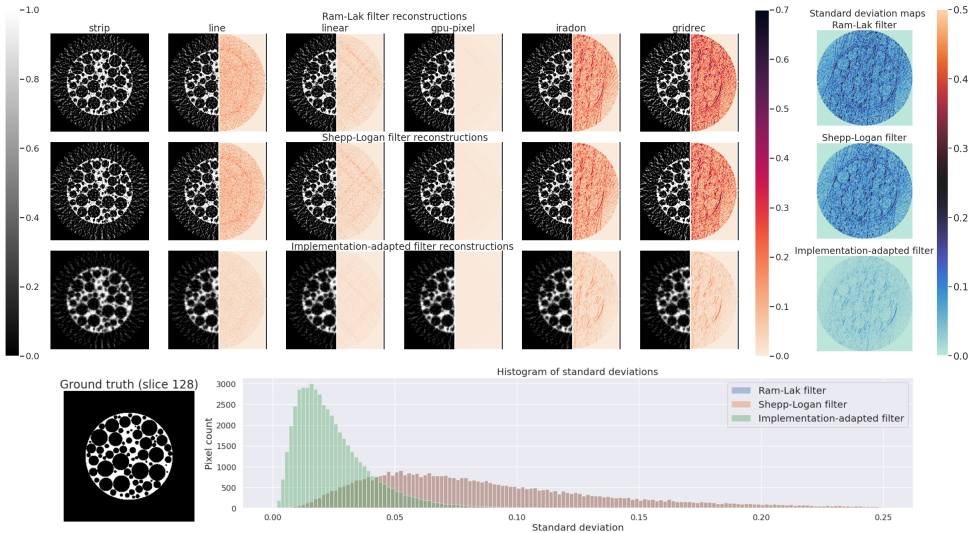 Ram-Lak filter reconstructions
strip line linear gpu-pixel iradon gridrec
Shepp-Logan filter reconstructions
Implementation-adapted filter reconstructions
1.0
0.8
0.6
0.4
0.2
0.0
0.7
0.6
0.5
0.4
0.3
0.2
0.1
0.0
Standard deviation maps
Ram-Lak filter
Shepp-Logan filter
Implementation-adapted filter
0.5
0.4
0.3
0.2
0.1
0.0
Ground truth (slice 128)
Histogram of standard deviations
Pixel count
3000
2500
2000
1500
1000
500
0
Ram-Lak filter
Shepp-Logan filter
Implementation-adapted filter
0.00 0.05 0.10 0.15 0.20 0.25
Standard deviation